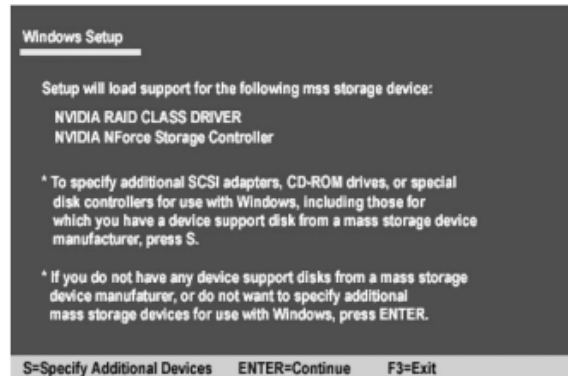 Windows Setup
Setup will load support for the following mss storage device:
NVIDIA RAID CLASS DRIVER
NVIDIA NForce Storage Controller
* To specify additional SCSI adapters, CD-ROM drives, or special
disk controllers for use with Windows, including those for
which you have a device support disk from a mass storage device
manufacturer, press S.
* If you do not have any device support disks from a mass storage
device manufaturer, or do not want to specify additional
mass storage devices for use with Windows, press ENTER.
S=Specify Additional Devices ENTER=Continue F3=Exit